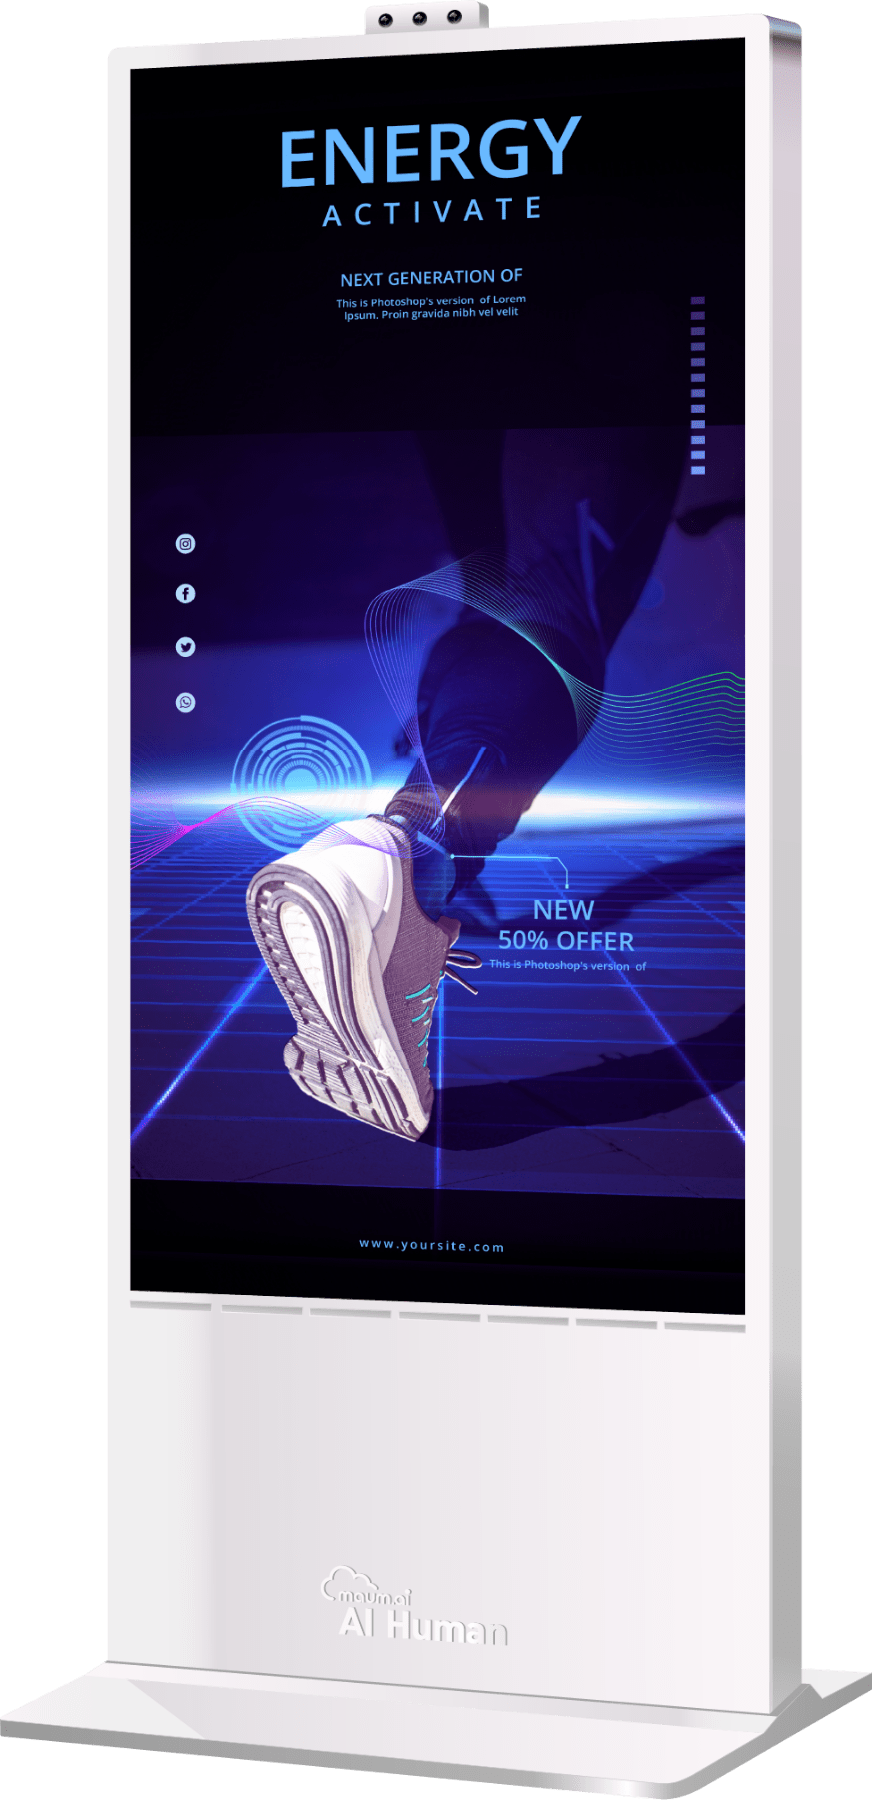 ENERGY
ACTIVATE
NEXT GENERATION OF
This is Photoshop's version of Lorem
Ipsum. Proin gravida nibh vel velit
NEW
50% OFFER
This is Photoshop's version of
www.yoursite.com
maum.ai
AI Human